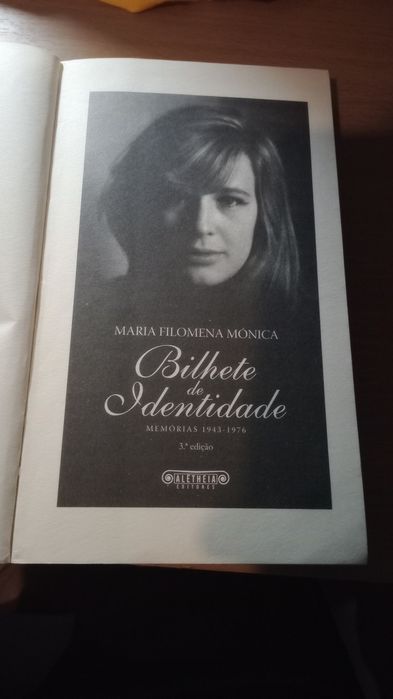 MARIA FILOMENA MÓNICA
Bilhete
de
Identidade
MEMÓRIAS 1943-1976
3.ª edição
ALETHEIA
EDITORES